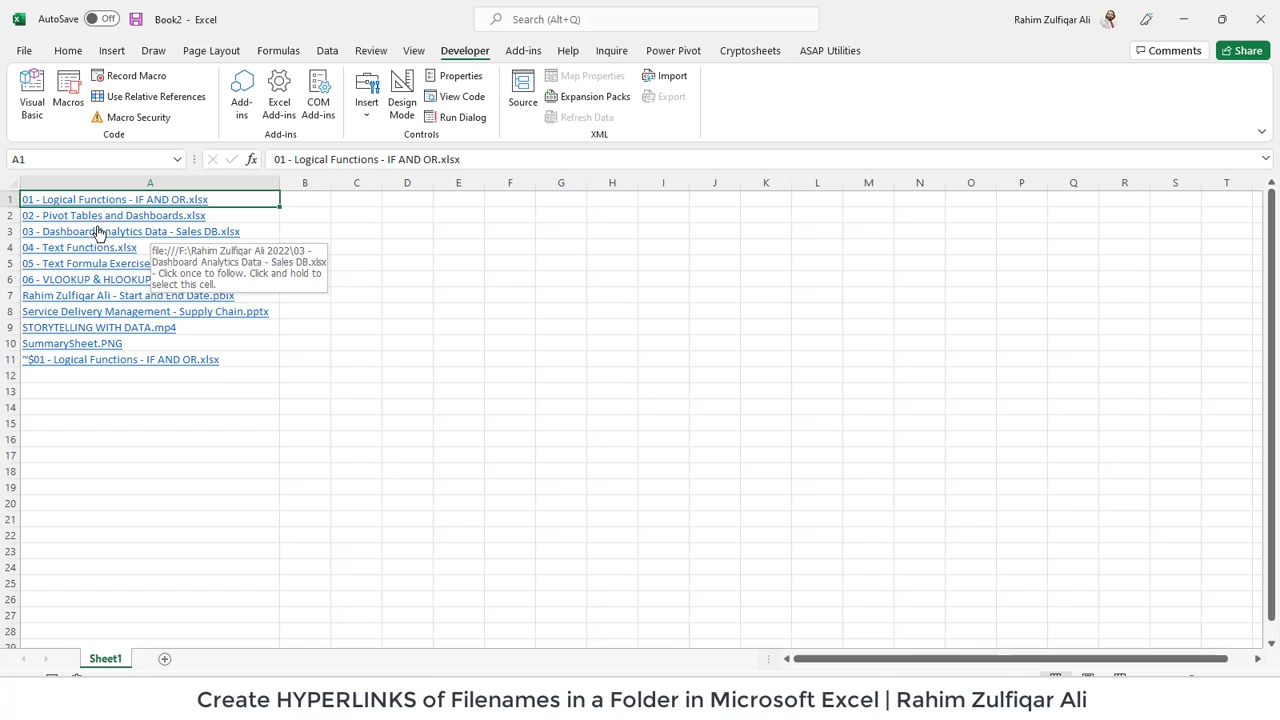 AutoSave Off Book2 - Excel Search (Alt+Q) Rahim Zulfiqar Ali
File Home Insert Draw Page Layout Formulas Data Review View Developer Add-ins Help Inquire Power Pivot Cryptosheets ASAP Utilities Comments Share
Visual Basic
Macros
Record Macro
Use Relative References
Macro Security
Code
Add-ins
Excel Add-ins
COM Add-ins
Add-ins
Insert
Design Mode
Properties
View Code
Run Dialog
Controls
Source
Map Properties
Expansion Packs
Refresh Data
Import
Export
XML
A1 fx 01 - Logical Functions - IF AND OR.xlsx
A B C D E F G H I J K L M N O P Q R S T
1 01 - Logical Functions - IF AND OR.xlsx
2 02 - Pivot Tables and Dashboards.xlsx
3 03 - Dashboard Analytics Data - Sales DB.xlsx
4 04 - Text Functions.xlsx
5 05 - Text Formula Exercise
6 06 - VLOOKUP & HLOOKUP
7 Rahim Zulfiqar Ali - Start and End Date.pbix
8 Service Delivery Management - Supply Chain.pptx
9 STORYTELLING WITH DATA.mp4
10 SummarySheet.PNG
11 ~$01 - Logical Functions - IF AND OR.xlsx
file:///F:\Rahim Zulfiqar Ali 2022\03 -
Dashboard Analytics Data - Sales DB.xlsx
- Click once to follow. Click and hold to
select this cell.
12
13
14
15
16
17
18
19
20
21
22
23
24
25
26
27
28
29
Sheet1
Create HYPERLINKS of Filenames in a Folder in Microsoft Excel | Rahim Zulfiqar Ali